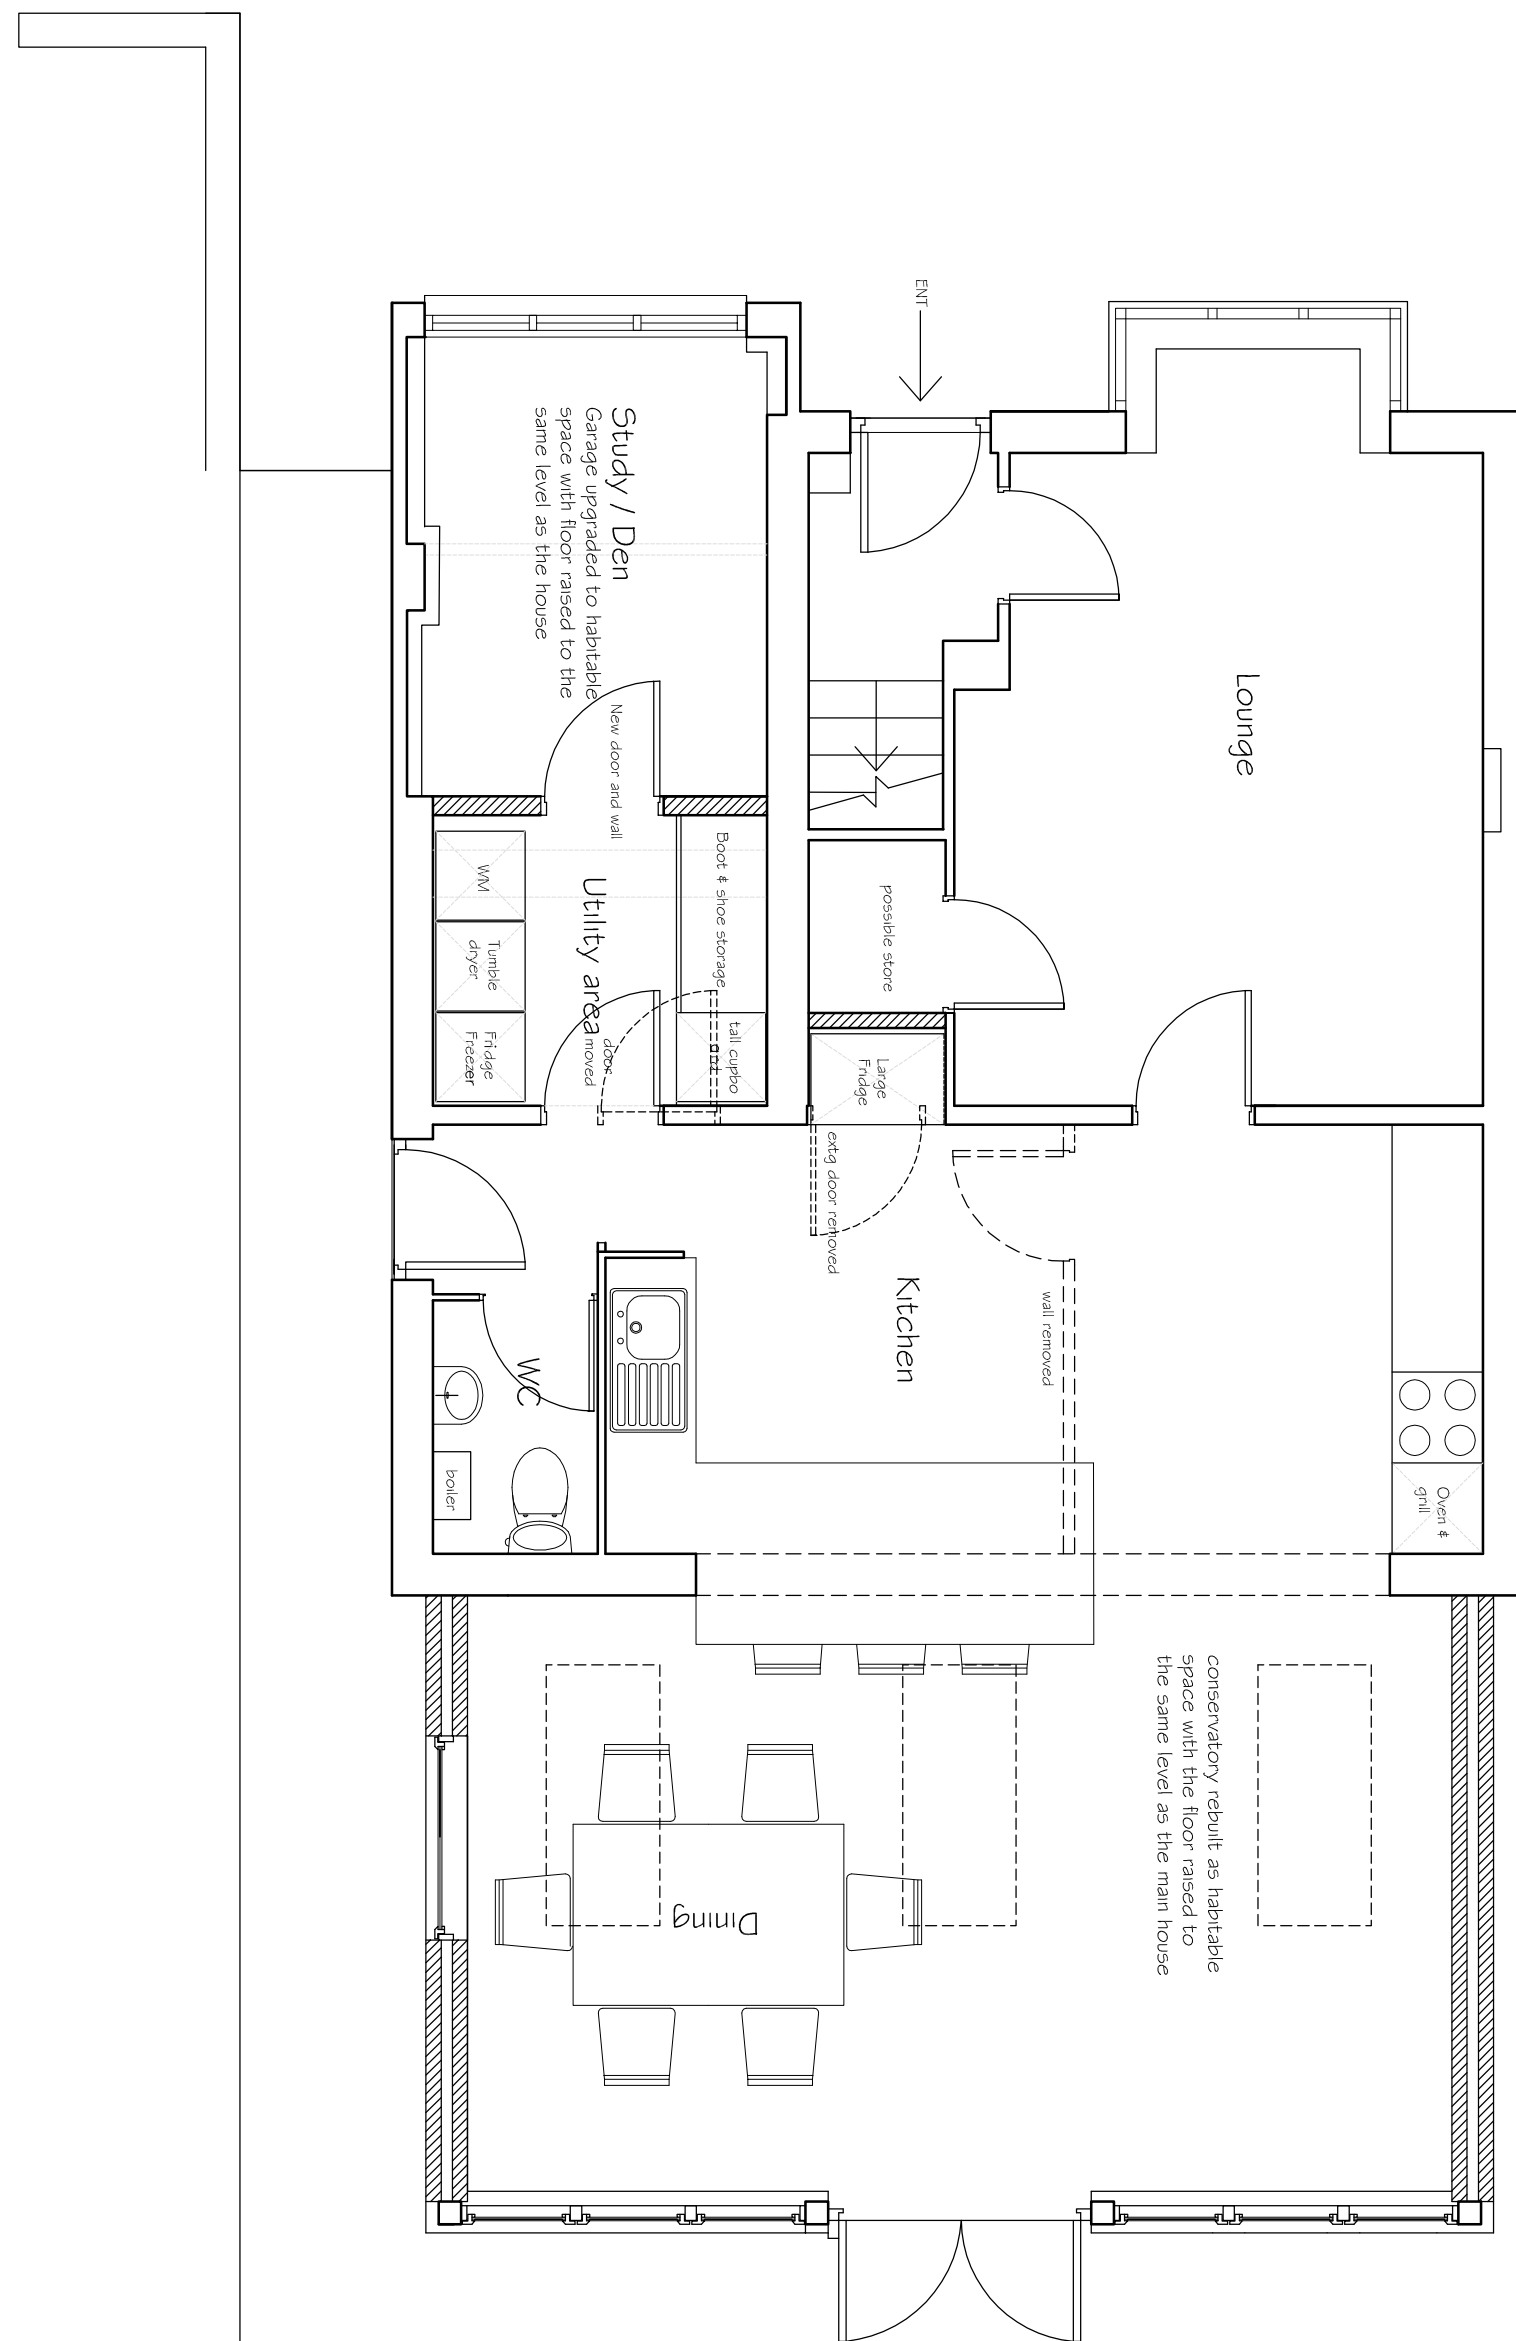 ENT
Study / Den
Garage upgraded to habitable
space with floor raised to the
same level as the house
Lounge
New door and wall
Boot & shoe storage
Utility area
WM
Tumble
dryer
Fridge
Freezer
tall cupbo
ard
door
moved
possible store
Large
Fridge
extg door removed
Kitchen
wall removed
WC
boiler
Oven &
grill
conservatory rebuilt as habitable
space with the floor raised to
the same level as the main house
Dining